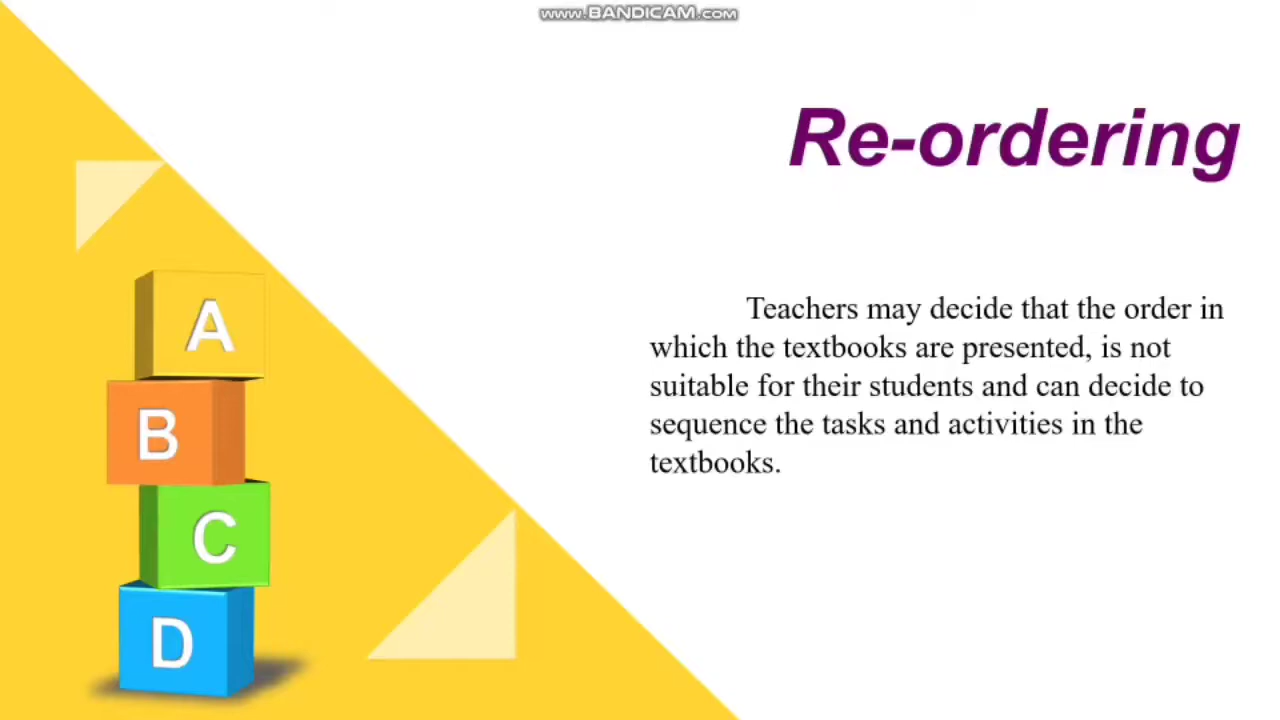 www.BANDICAM.com
Re-ordering
Teachers may decide that the order in
which the textbooks are presented, is not
suitable for their students and can decide to
sequence the tasks and activities in the
textbooks.
A
B
C
D